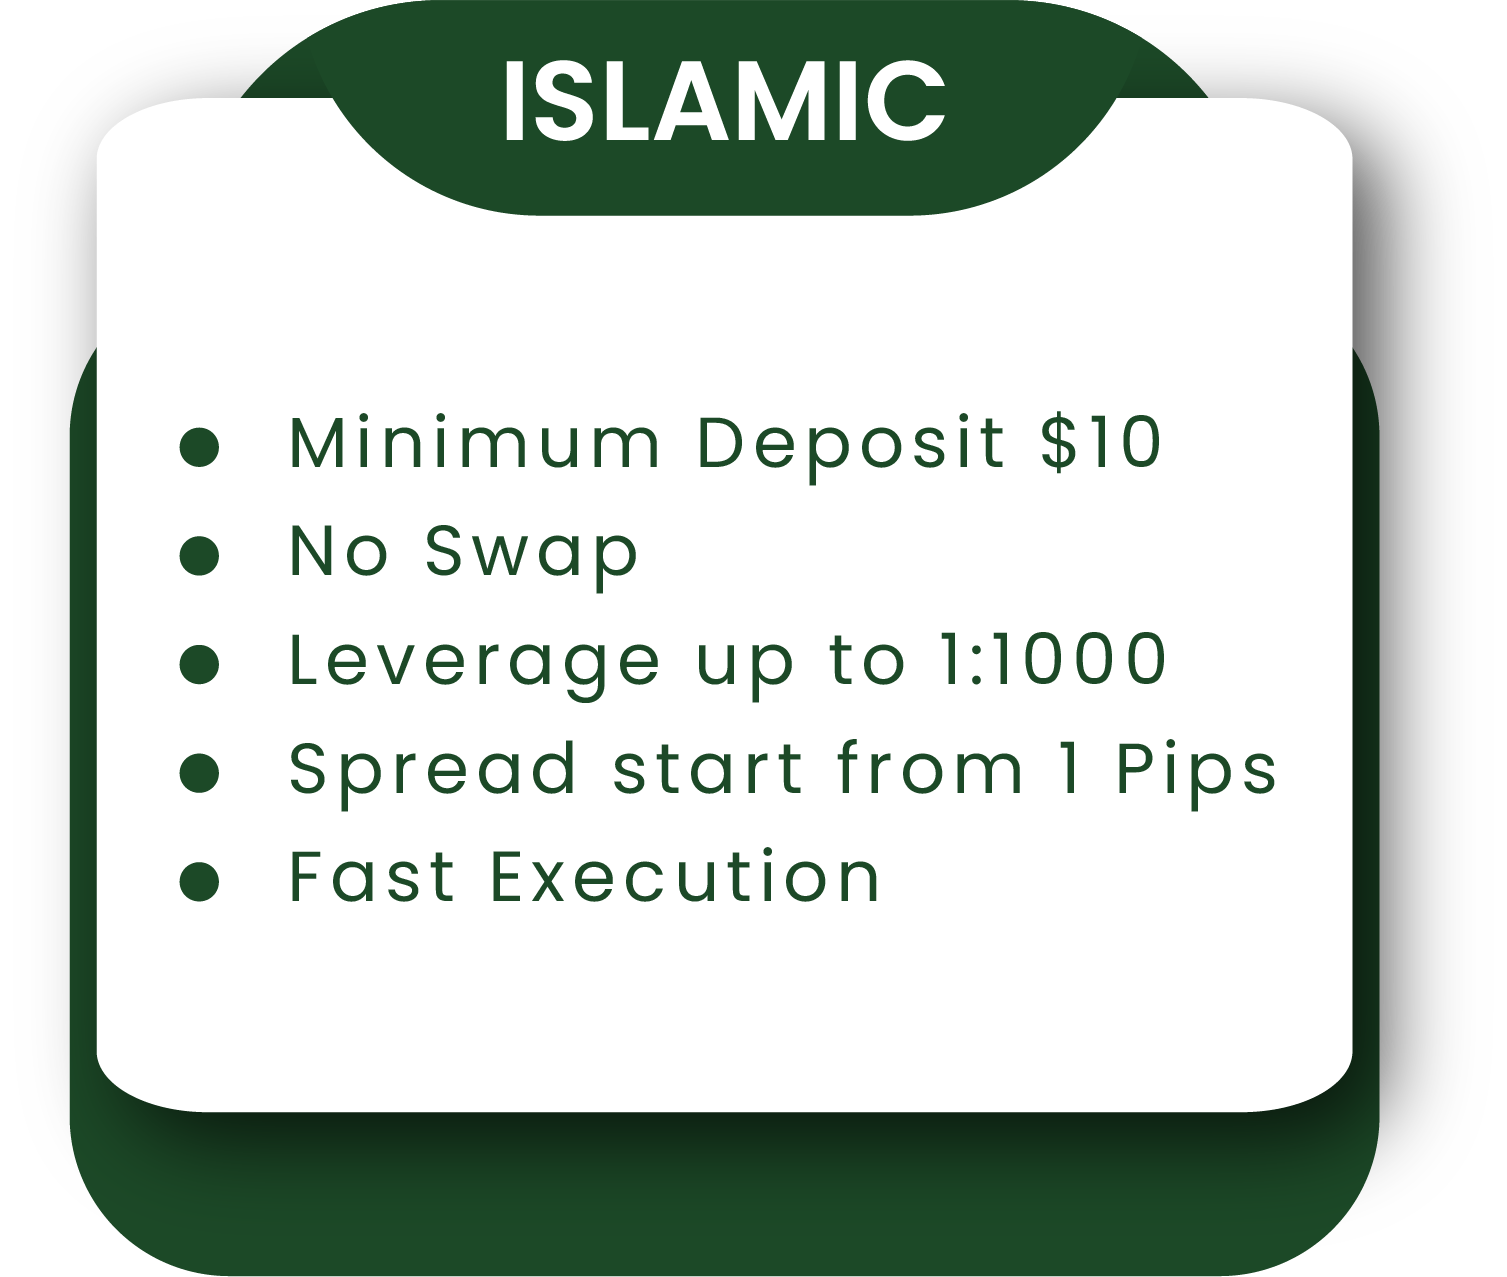 ISLAMIC
● Minimum Deposit $10
● No Swap
● Leverage up to 1:1000
● Spread start from 1 Pips
● Fast Execution